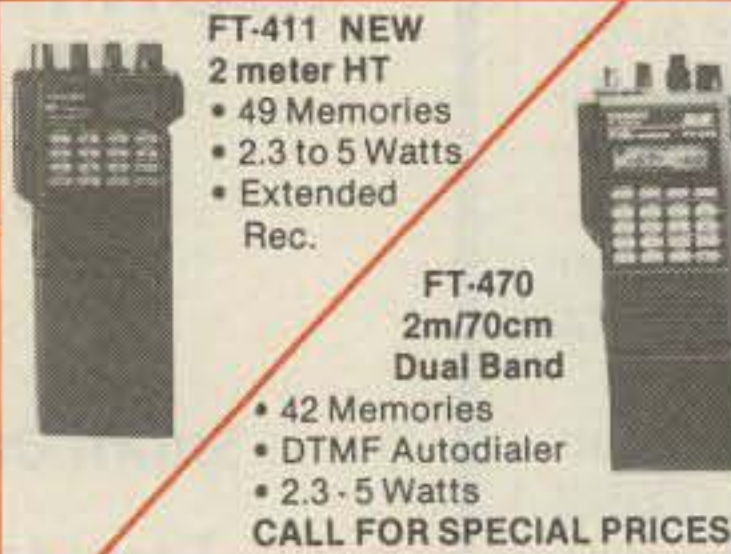 FT-411 NEW
2 meter HT
• 49 Memories
• 2.3 to 5 Watts
• Extended
Rec.
FT-470
2m/70cm
Dual Band
• 42 Memories
• DTMF Autodialer
• 2.3 - 5 Watts
CALL FOR SPECIAL PRICES